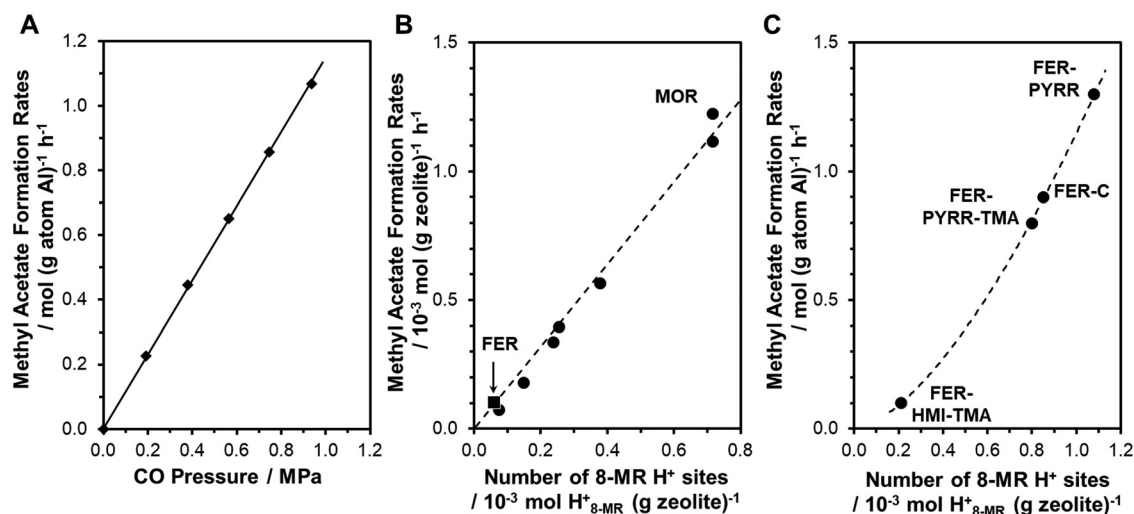 A
Methyl Acetate Formation Rates
/ mol (g atom Al)⁻¹ h⁻¹
1.2
1.0
0.8
0.6
0.4
0.2
0.0
0.0 0.2 0.4 0.6 0.8 1.0 1.2
CO Pressure / MPa
B
Methyl Acetate Formation Rates
/ 10⁻³ mol (g zeolite)⁻¹ h⁻¹
1.5
1.0
0.5
0.0
MOR
FER
0.0 0.2 0.4 0.6 0.8
Number of 8-MR H⁺ sites
/ 10⁻³ mol H⁺8-MR (g zeolite)⁻¹
C
Methyl Acetate Formation Rates
/ mol (g atom Al)⁻¹ h⁻¹
1.5
1.0
0.5
0.0
FER-
PYRR
FER-
PYRR-TMA
FER-C
FER-
HMI-TMA
0.0 0.2 0.4 0.6 0.8 1.0 1.2
Number of 8-MR H⁺ sites
/ 10⁻³ mol H⁺8-MR (g zeolite)⁻¹